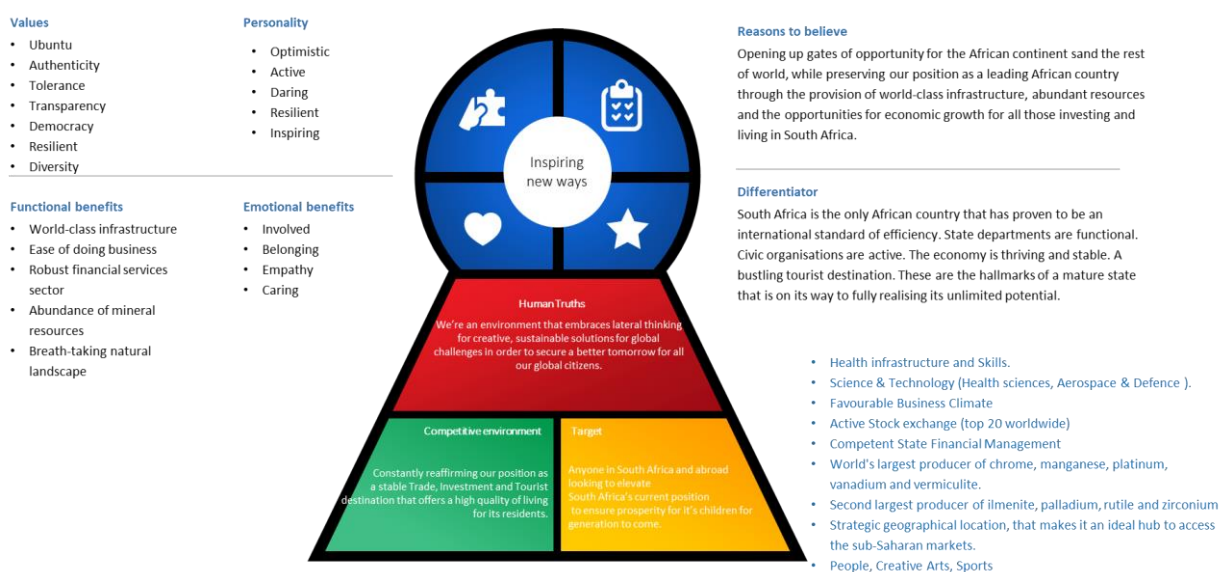 Values
• Ubuntu
• Authenticity
• Tolerance
• Transparency
• Democracy
• Resilient
• Diversity
Personality
• Optimistic
• Active
• Daring
• Resilient
• Inspiring
Functional benefits
• World-class infrastructure
• Ease of doing business
• Robust financial services
sector
• Abundance of mineral
resources
• Breath-taking natural
landscape
Emotional benefits
• Involved
• Belonging
• Empathy
• Caring
Inspiring
new ways
Human Truths
We're an environment that embraces lateral thinking
for creative, sustainable solutions for global
challenges in order to secure a better tomorrow for all
our global citizens.
Competitive environment
Constantly reaffirming our position as
a stable Trade, Investment and Tourist
destination that offers a high quality of living
for its residents.
Target
Anyone in South Africa and abroad
looking to elevate
South Africa's current position
to ensure prosperity for it's children for
generation to come.
Reasons to believe
Opening up gates of opportunity for the African continent sand the rest
of world, while preserving our position as a leading African country
through the provision of world-class infrastructure, abundant resources
and the opportunities for economic growth for all those investing and
living in South Africa.
Differentiator
South Africa is the only African country that has proven to be an
international standard of efficiency. State departments are functional.
Civic organisations are active. The economy is thriving and stable. A
bustling tourist destination. These are the hallmarks of a mature state
that is on its way to fully realising its unlimited potential.
• Health infrastructure and Skills.
• Science & Technology (Health sciences, Aerospace & Defence ).
• Favourable Business Climate
• Active Stock exchange (top 20 worldwide)
• Competent State Financial Management
• World's largest producer of chrome, manganese, platinum,
vanadium and vermiculite.
• Second largest producer of ilmenite, palladium, rutile and zirconium
• Strategic geographical location, that makes it an ideal hub to access
the sub-Saharan markets.
• People, Creative Arts, Sports